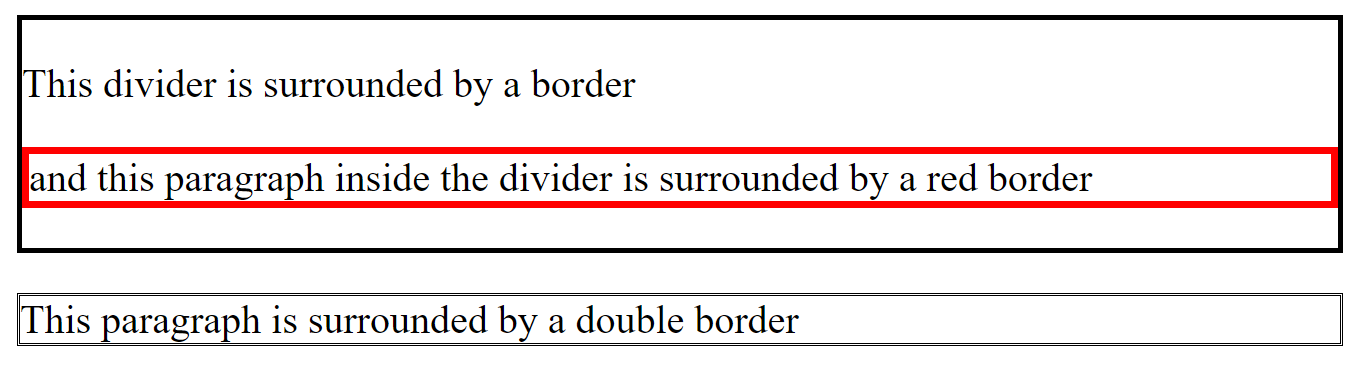 This divider is surrounded by a border
and this paragraph inside the divider is surrounded by a red border
This paragraph is surrounded by a double border